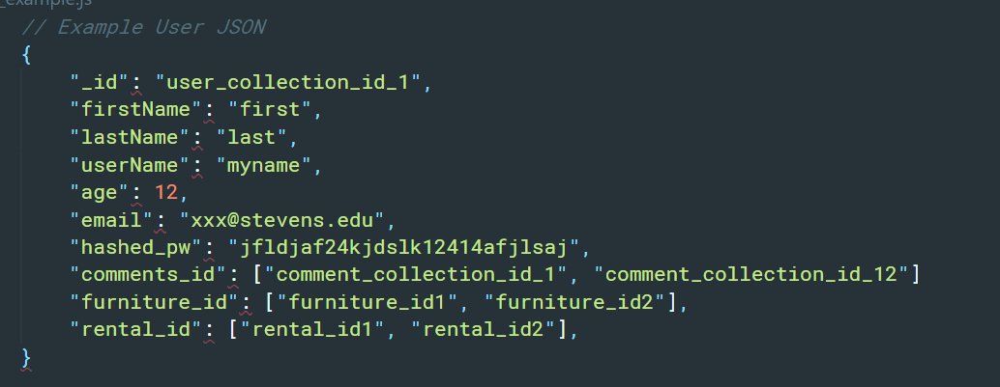 _example.js
// Example User JSON
{
"_id": "user_collection_id_1",
"firstName": "first",
"lastName": "last",
"userName": "myname",
"age": 12,
"email": "xxx@stevens.edu",
"hashed_pw": "jfldjaf24kjdslk12414afjlsaj",
"comments_id": ["comment_collection_id_1", "comment_collection_id_12"]
"furniture_id": ["furniture_id1", "furniture_id2"],
"rental_id": ["rental_id1", "rental_id2"],
}